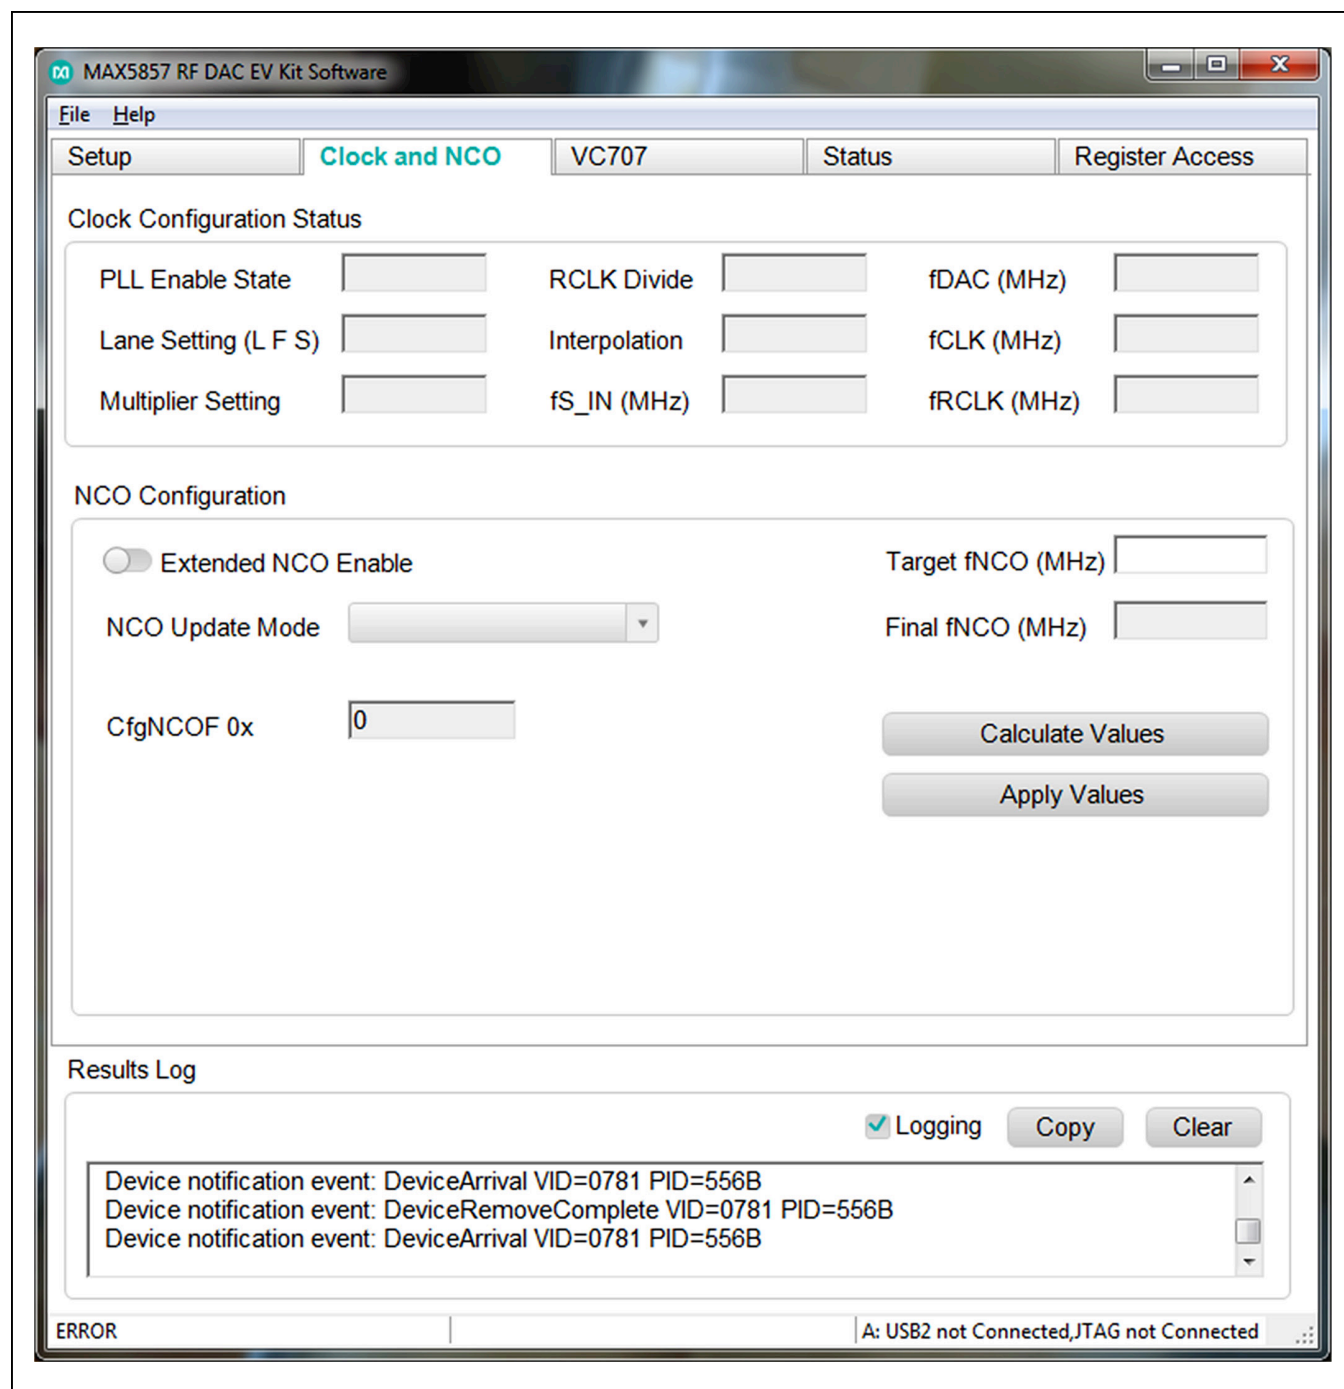 MAX5857 RF DAC EV Kit Software
File Help
Setup Clock and NCO VC707 Status Register Access
Clock Configuration Status
PLL Enable State RCLK Divide fDAC (MHz)
Lane Setting (L F S) Interpolation fCLK (MHz)
Multiplier Setting fS_IN (MHz) fRCLK (MHz)
NCO Configuration
Extended NCO Enable Target fNCO (MHz)
NCO Update Mode Final fNCO (MHz)
CfgNCOF 0x 0
Calculate Values
Apply Values
Results Log
Logging Copy Clear
Device notification event: DeviceArrival VID=0781 PID=556B
Device notification event: DeviceRemoveComplete VID=0781 PID=556B
Device notification event: DeviceArrival VID=0781 PID=556B
ERROR A: USB2 not Connected,JTAG not Connected